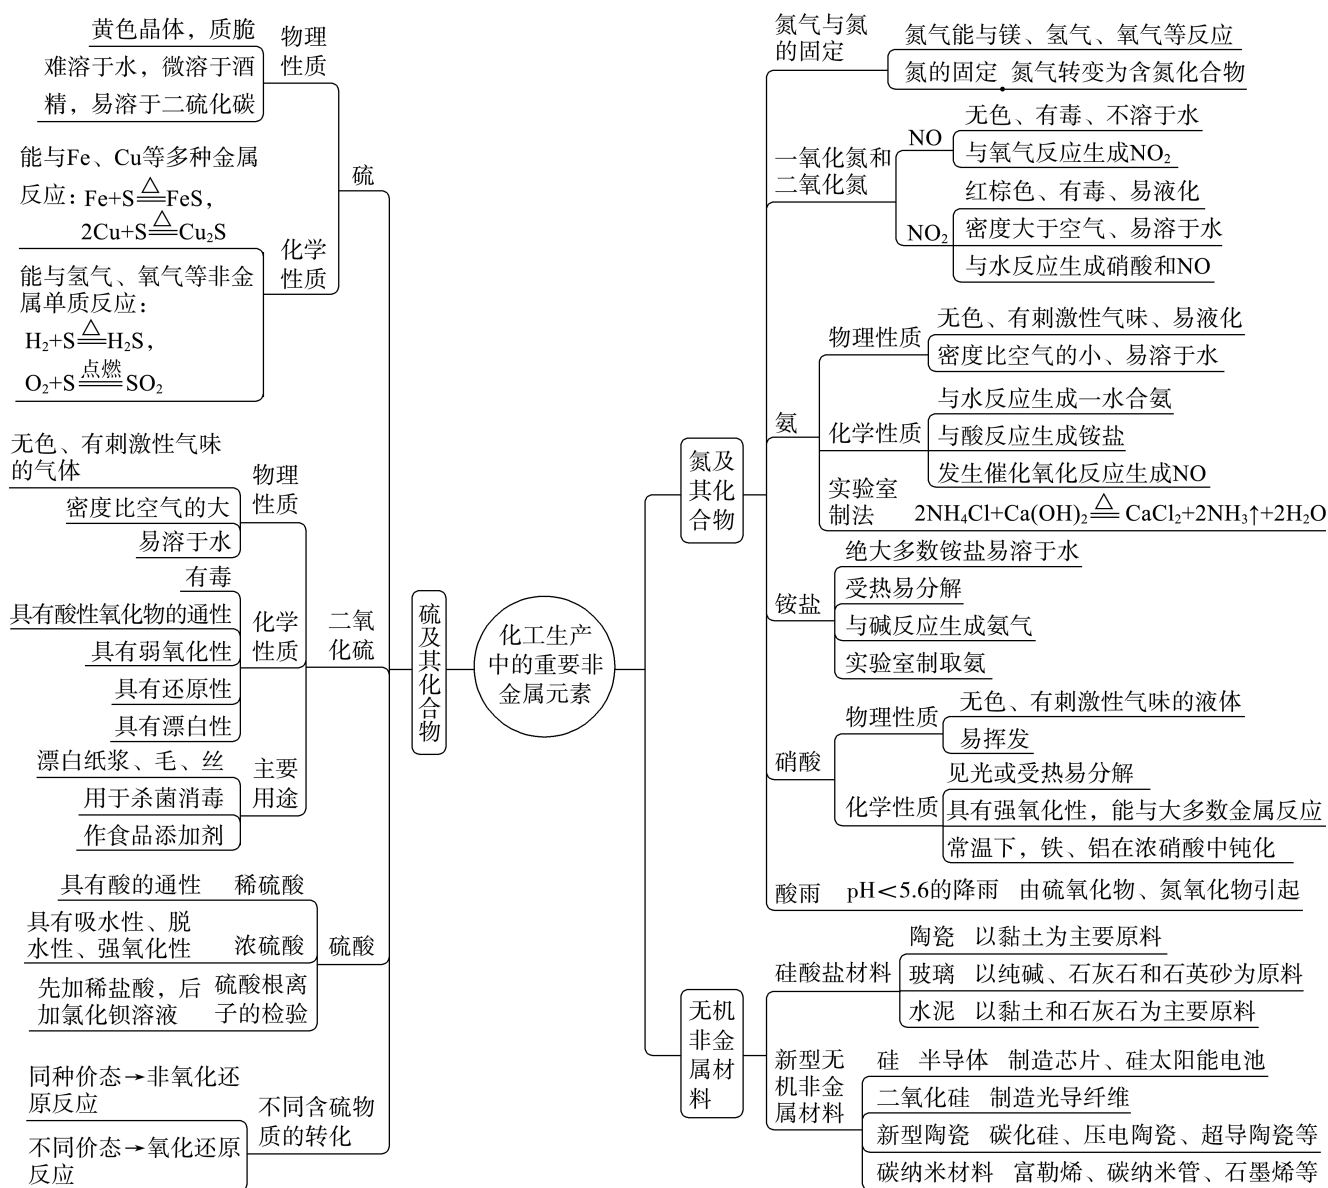 化工生产
中的重要非
金属元素
硫及其化合物
硫
物理
性质
黄色晶体，质脆
难溶于水，微溶于酒
精，易溶于二硫化碳
化学
性质
能与Fe、Cu等多种金属
反应：Fe+S══(△)FeS，
2Cu+S══(△)Cu₂S
能与氢气、氧气等非金
属单质反应：
H₂+S══(△)H₂S，
O₂+S══(点燃)SO₂
二氧
化硫
物理
性质
无色、有刺激性气味
的气体
密度比空气的大
易溶于水
化学
性质
有毒
具有酸性氧化物的通性
具有弱氧化性
具有还原性
具有漂白性
主要
用途
漂白纸浆、毛、丝
用于杀菌消毒
作食品添加剂
硫酸
具有酸的通性 稀硫酸
具有吸水性、脱
水性、强氧化性 浓硫酸
先加稀盐酸，后
加氯化钡溶液
硫酸根离
子的检验
不同含硫物
质的转化
同种价态→非氧化还
原反应
不同价态→氧化还原
反应
氮及
其化
合物
氮气与氮
的固定
氮气能与镁、氢气、氧气等反应
氮的固定 氮气转变为含氮化合物
一氧化氮和
二氧化氮
NO
无色、有毒、不溶于水
与氧气反应生成NO₂
NO₂
红棕色、有毒、易液化
密度大于空气、易溶于水
与水反应生成硝酸和NO
氨
物理性质
无色、有刺激性气味、易液化
密度比空气的小、易溶于水
化学性质
与水反应生成一水合氨
与酸反应生成铵盐
发生催化氧化反应生成NO
实验室
制法
2NH₄Cl+Ca(OH)₂══(△)CaCl₂+2NH₃↑+2H₂O
铵盐
绝大多数铵盐易溶于水
受热易分解
与碱反应生成氨气
实验室制取氨
硝酸
物理性质
无色、有刺激性气味的液体
易挥发
化学性质
见光或受热易分解
具有强氧化性，能与大多数金属反应
常温下，铁、铝在浓硝酸中钝化
酸雨 pH＜5.6的降雨 由硫氧化物、氮氧化物引起
无机
非金
属材
料
硅酸盐材料
陶瓷 以黏土为主要原料
玻璃 以纯碱、石灰石和石英砂为原料
水泥 以黏土和石灰石为主要原料
新型无
机非金
属材料
硅 半导体 制造芯片、硅太阳能电池
二氧化硅 制造光导纤维
新型陶瓷 碳化硅、压电陶瓷、超导陶瓷等
碳纳米材料 富勒烯、碳纳米管、石墨烯等